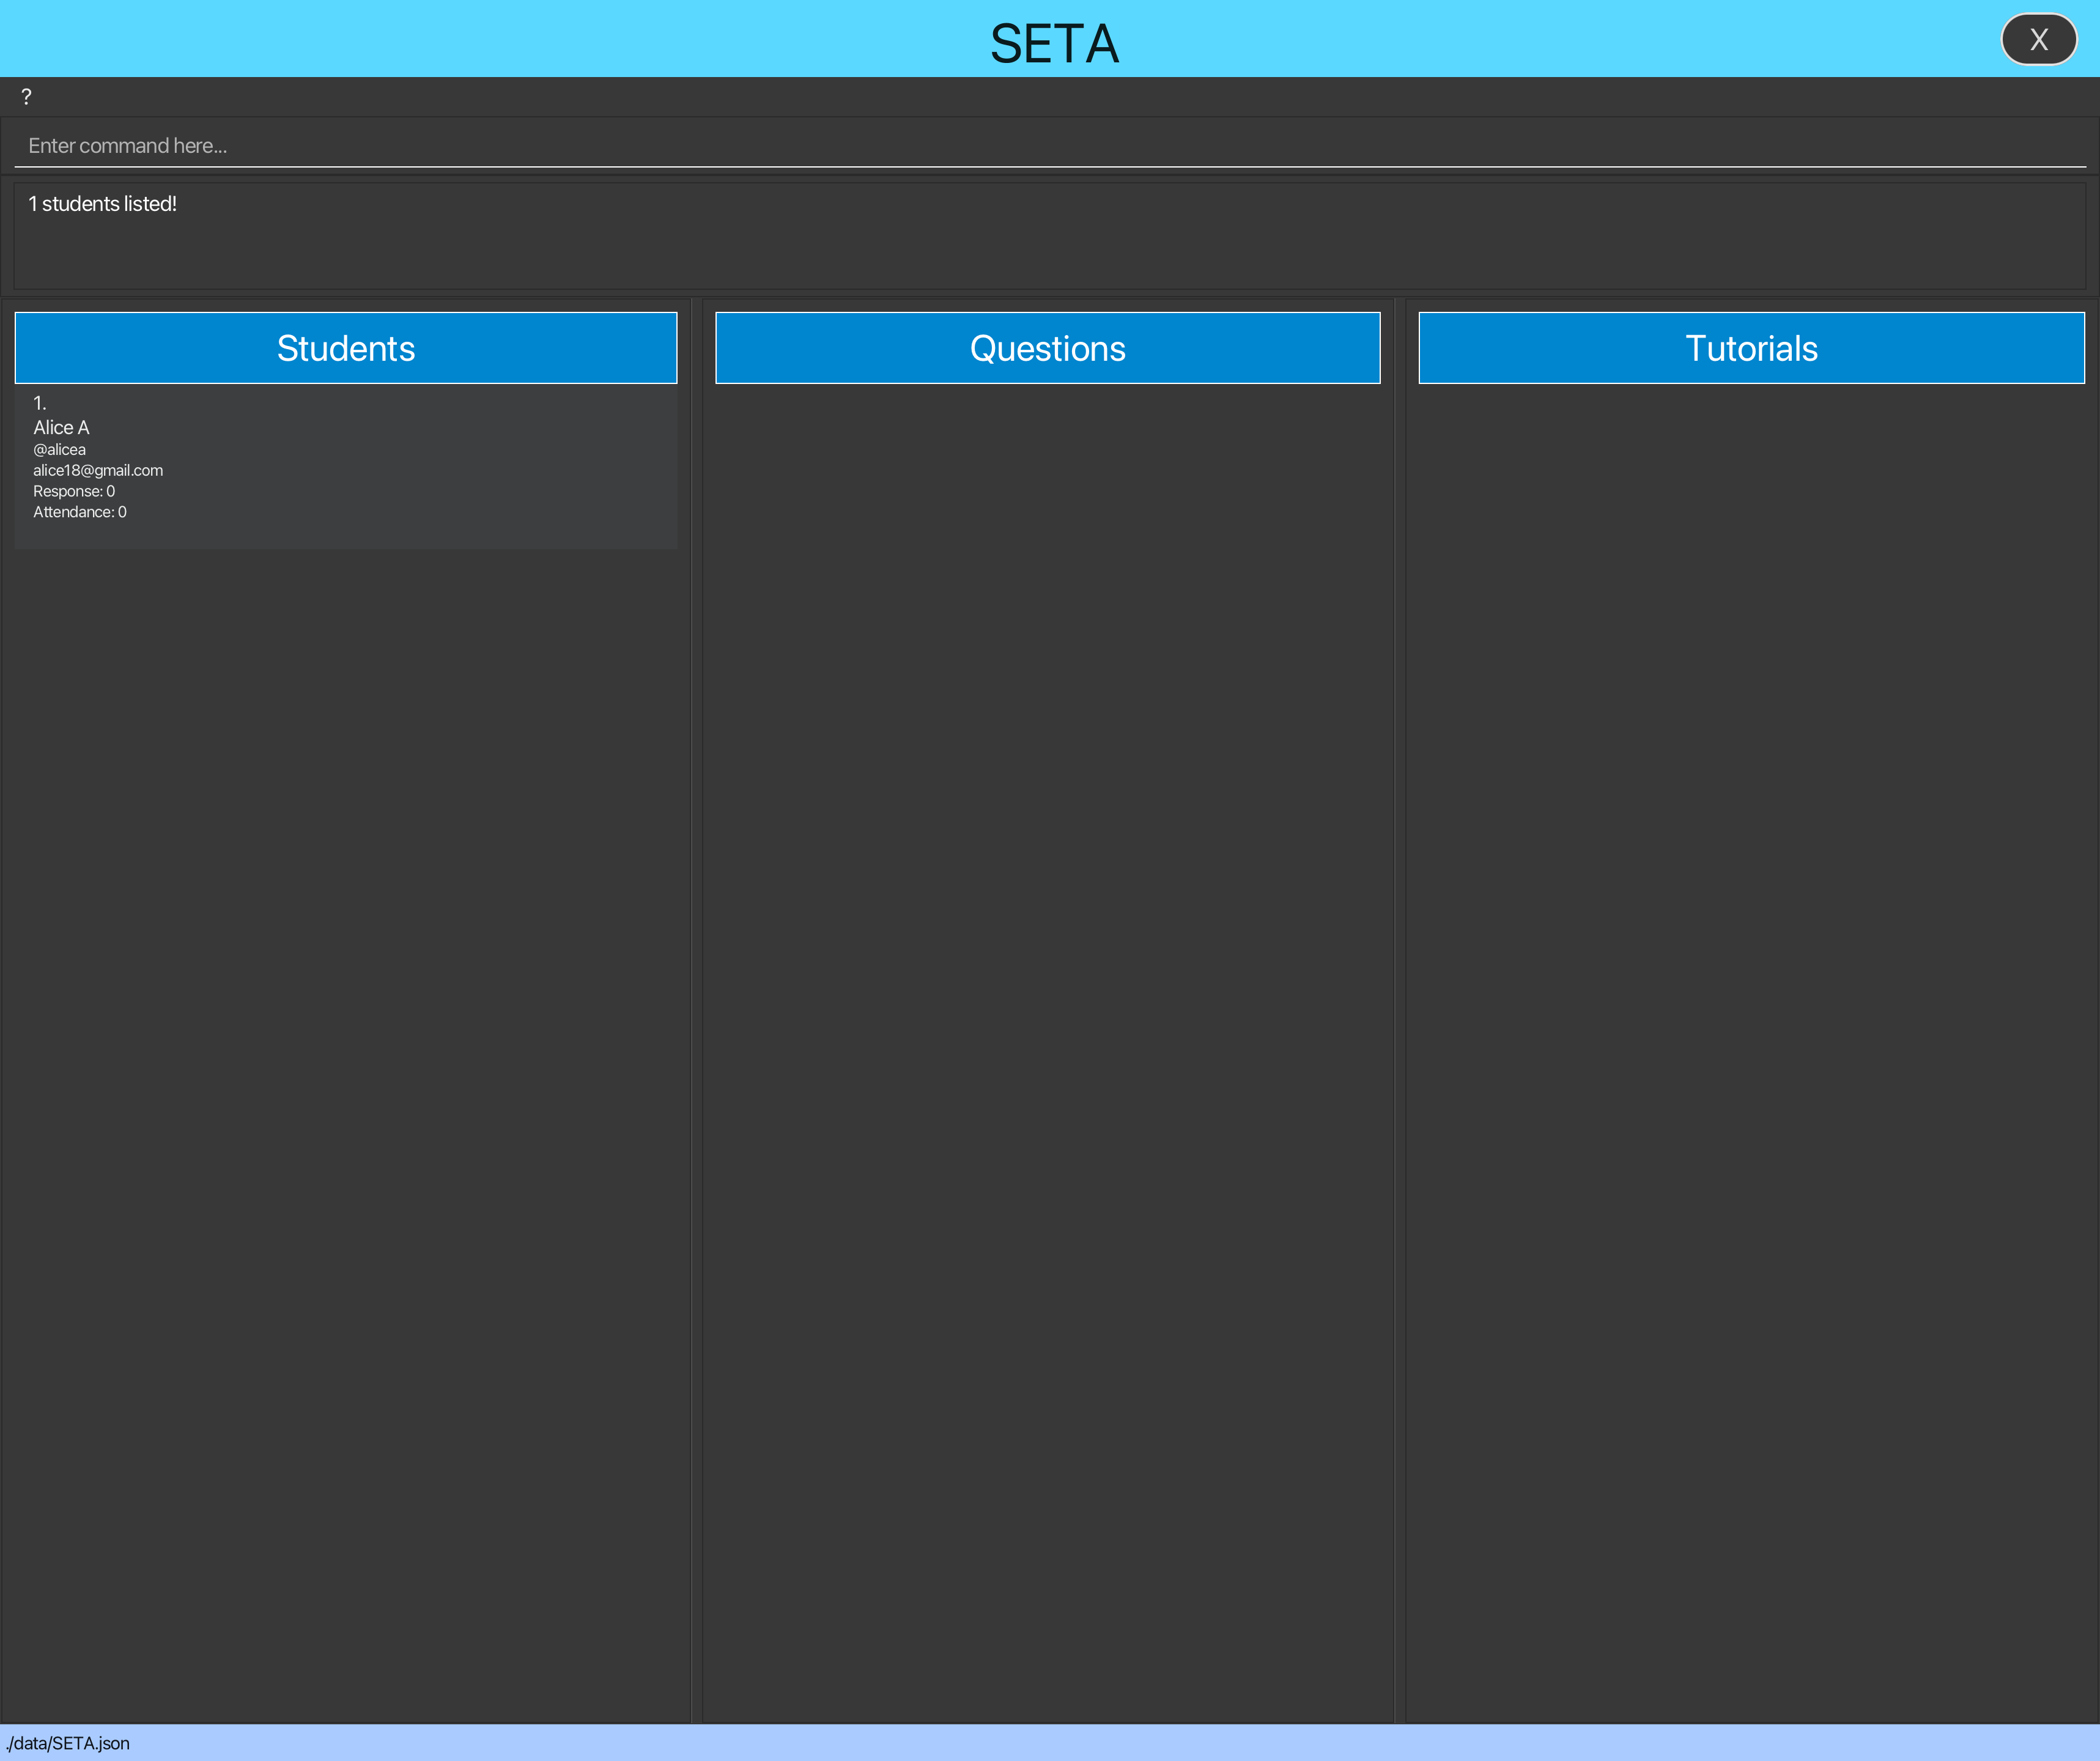 SETA
X
?
Enter command here...
1 students listed!
Students
1.
Alice A
@alicea
alice18@gmail.com
Response: 0
Attendance: 0
Questions
Tutorials
./data/SETA.json